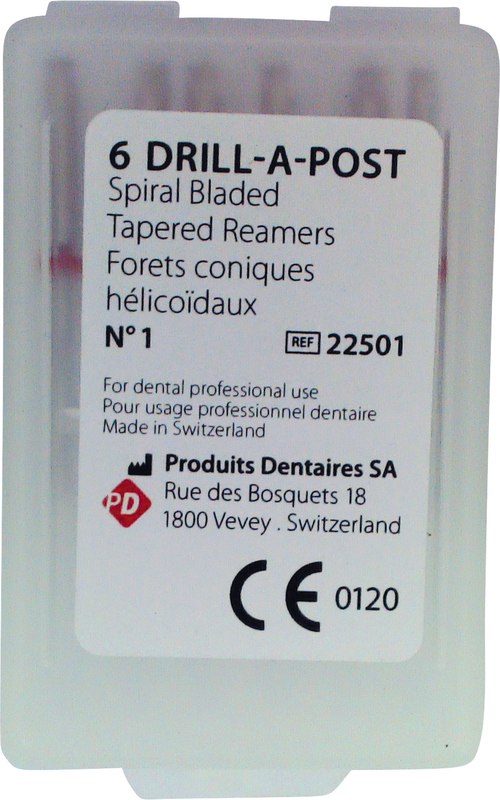 6 DRILL-A-POST
Spiral Bladed
Tapered Reamers
Forets coniques
hélicoïdaux
N° 1 REF 22501
For dental professional use
Pour usage professionnel dentaire
Made in Switzerland
Produits Dentaires SA
PD Rue des Bosquets 18
1800 Vevey . Switzerland
CE 0120